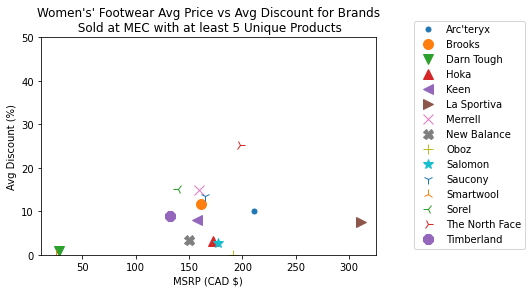 Women's' Footwear Avg Price vs Avg Discount for Brands
Sold at MEC with at least 5 Unique Products
50
40
30
20
10
0
Avg Discount (%)
50
100
150
200
250
300
MSRP (CAD $)
Arc'teryx
Brooks
Darn Tough
Hoka
Keen
La Sportiva
Merrell
New Balance
Oboz
Salomon
Saucony
Smartwool
Sorel
The North Face
Timberland